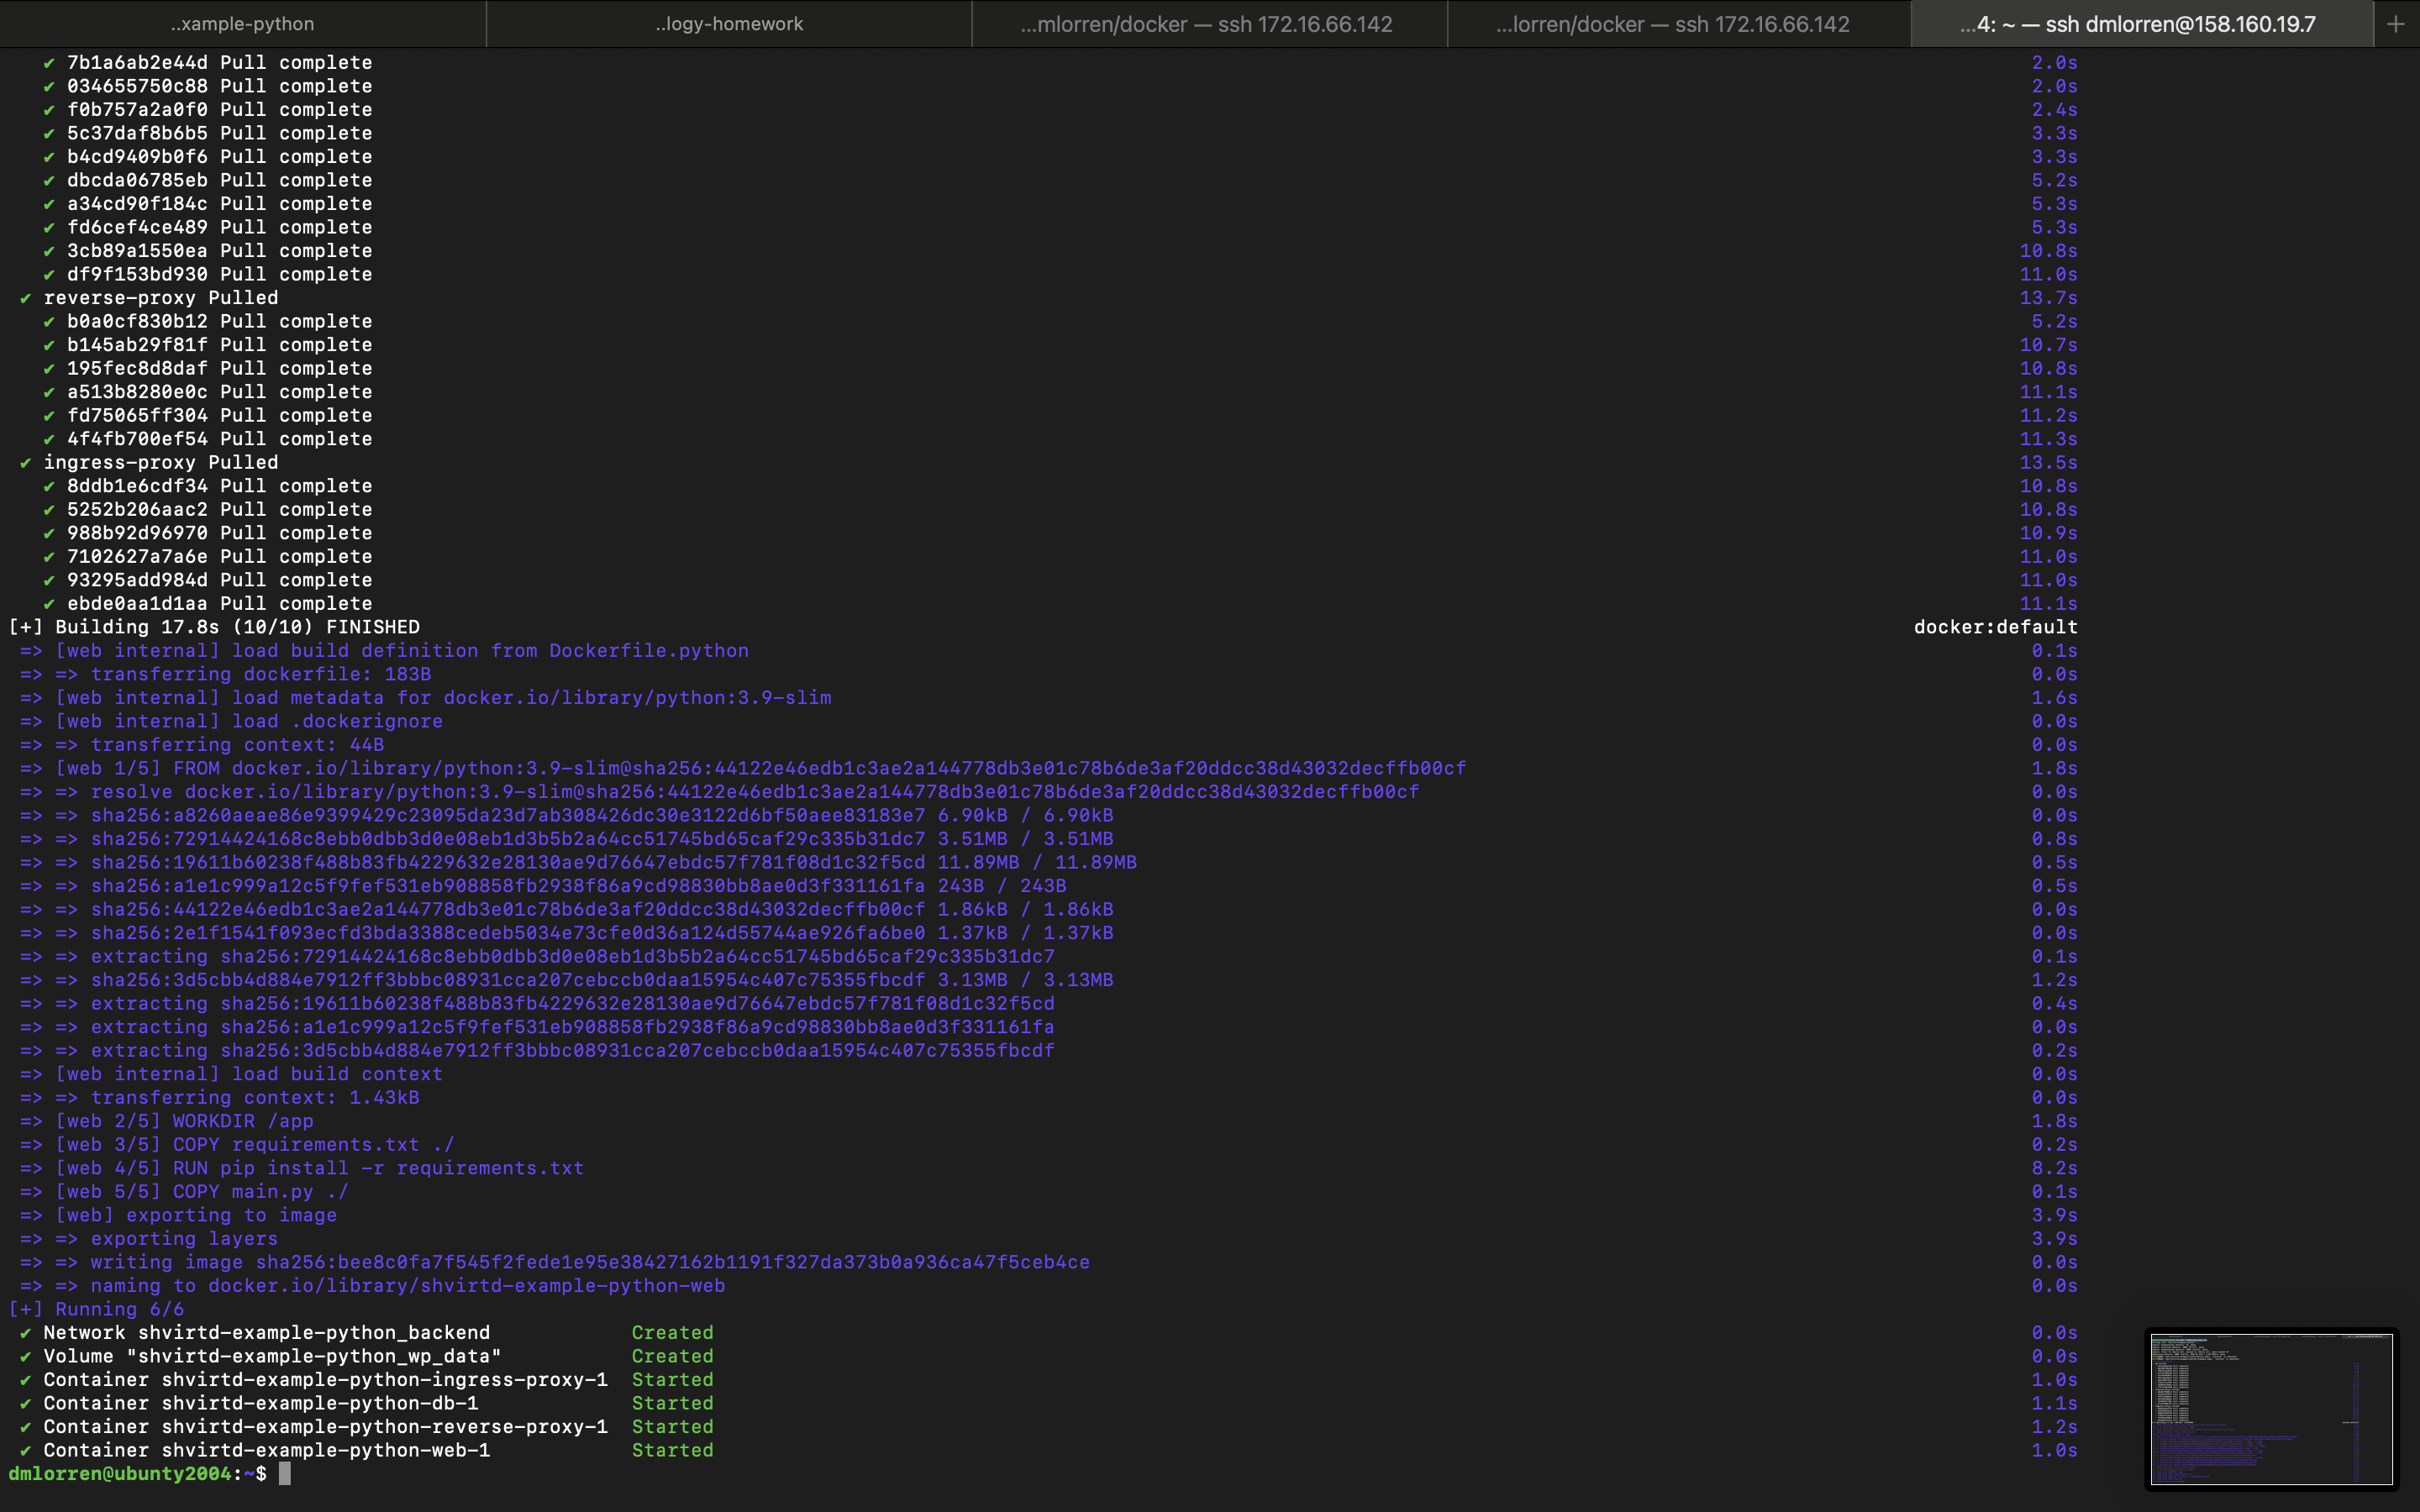 ..xample-python ..logy-homework ...mlorren/docker — ssh 172.16.66.142 ...lorren/docker — ssh 172.16.66.142 ...4: ~ — ssh dmlorren@158.160.19.7 +
✔ 7b1a6ab2e44d Pull complete 2.0s
✔ 034655750c88 Pull complete 2.0s
✔ f0b757a2a0f0 Pull complete 2.4s
✔ 5c37daf8b6b5 Pull complete 3.3s
✔ b4cd9409b0f6 Pull complete 3.3s
✔ dbcda06785eb Pull complete 5.2s
✔ a34cd90f184c Pull complete 5.3s
✔ fd6cef4ce489 Pull complete 5.3s
✔ 3cb89a1550ea Pull complete 10.8s
✔ df9f153bd930 Pull complete 11.0s
✔ reverse-proxy Pulled 13.7s
✔ b0a0cf830b12 Pull complete 5.2s
✔ b145ab29f81f Pull complete 10.7s
✔ 195fec8d8daf Pull complete 10.8s
✔ a513b8280e0c Pull complete 11.1s
✔ fd75065ff304 Pull complete 11.2s
✔ 4f4fb700ef54 Pull complete 11.3s
✔ ingress-proxy Pulled 13.5s
✔ 8ddb1e6cdf34 Pull complete 10.8s
✔ 5252b206aac2 Pull complete 10.8s
✔ 988b92d96970 Pull complete 10.9s
✔ 7102627a7a6e Pull complete 11.0s
✔ 93295add984d Pull complete 11.0s
✔ ebde0aa1d1aa Pull complete 11.1s
[+] Building 17.8s (10/10) FINISHED docker:default
=> [web internal] load build definition from Dockerfile.python 0.1s
=> => transferring dockerfile: 183B 0.0s
=> [web internal] load metadata for docker.io/library/python:3.9-slim 1.6s
=> [web internal] load .dockerignore 0.0s
=> => transferring context: 44B 0.0s
=> [web 1/5] FROM docker.io/library/python:3.9-slim@sha256:44122e46edb1c3ae2a144778db3e01c78b6de3af20ddcc38d43032decffb00cf 1.8s
=> => resolve docker.io/library/python:3.9-slim@sha256:44122e46edb1c3ae2a144778db3e01c78b6de3af20ddcc38d43032decffb00cf 0.0s
=> => sha256:a8260aeae86e9399429c23095da23d7ab308426dc30e3122d6bf50aee83183e7 6.90kB / 6.90kB 0.0s
=> => sha256:72914424168c8ebb0dbb3d0e08eb1d3b5b2a64cc51745bd65caf29c335b31dc7 3.51MB / 3.51MB 0.8s
=> => sha256:19611b60238f488b83fb4229632e28130ae9d76647ebdc57f781f08d1c32f5cd 11.89MB / 11.89MB 0.5s
=> => sha256:a1e1c999a12c5f9fef531eb908858fb2938f86a9cd98830bb8ae0d3f331161fa 243B / 243B 0.5s
=> => sha256:44122e46edb1c3ae2a144778db3e01c78b6de3af20ddcc38d43032decffb00cf 1.86kB / 1.86kB 0.0s
=> => sha256:2e1f1541f093ecfd3bda3388cedeb5034e73cfe0d36a124d55744ae926fa6be0 1.37kB / 1.37kB 0.0s
=> => extracting sha256:72914424168c8ebb0dbb3d0e08eb1d3b5b2a64cc51745bd65caf29c335b31dc7 0.1s
=> => sha256:3d5cbb4d884e7912ff3bbbc08931cca207cebccb0daa15954c407c75355fbcdf 3.13MB / 3.13MB 1.2s
=> => extracting sha256:19611b60238f488b83fb4229632e28130ae9d76647ebdc57f781f08d1c32f5cd 0.4s
=> => extracting sha256:a1e1c999a12c5f9fef531eb908858fb2938f86a9cd98830bb8ae0d3f331161fa 0.0s
=> => extracting sha256:3d5cbb4d884e7912ff3bbbc08931cca207cebccb0daa15954c407c75355fbcdf 0.2s
=> [web internal] load build context 0.0s
=> => transferring context: 1.43kB 0.0s
=> [web 2/5] WORKDIR /app 1.8s
=> [web 3/5] COPY requirements.txt ./ 0.2s
=> [web 4/5] RUN pip install -r requirements.txt 8.2s
=> [web 5/5] COPY main.py ./ 0.1s
=> [web] exporting to image 3.9s
=> => exporting layers 3.9s
=> => writing image sha256:bee8c0fa7f545f2fede1e95e38427162b1191f327da373b0a936ca47f5ceb4ce 0.0s
=> => naming to docker.io/library/shvirtd-example-python-web 0.0s
[+] Running 6/6
✔ Network shvirtd-example-python_backend Created 0.0s
✔ Volume "shvirtd-example-python_wp_data" Created 0.0s
✔ Container shvirtd-example-python-ingress-proxy-1 Started 1.0s
✔ Container shvirtd-example-python-db-1 Started 1.1s
✔ Container shvirtd-example-python-reverse-proxy-1 Started 1.2s
✔ Container shvirtd-example-python-web-1 Started 1.0s
dmlorren@ubunty2004:~$